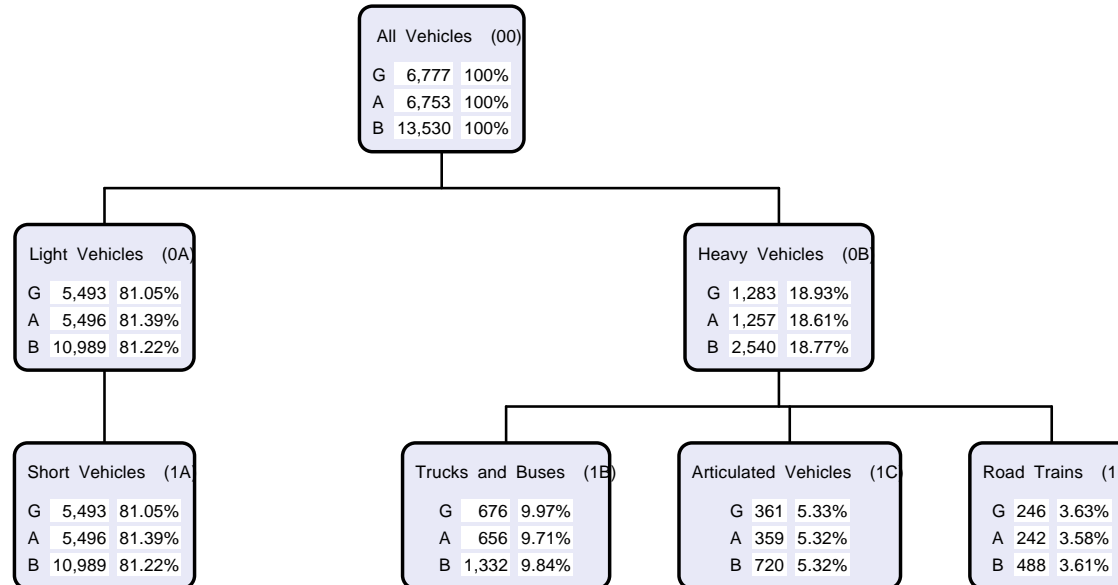 All Vehicles (00)
G 6,777 100%
A 6,753 100%
B 13,530 100%
Light Vehicles (0A)
G 5,493 81.05%
A 5,496 81.39%
B 10,989 81.22%
Heavy Vehicles (0B)
G 1,283 18.93%
A 1,257 18.61%
B 2,540 18.77%
Short Vehicles (1A)
G 5,493 81.05%
A 5,496 81.39%
B 10,989 81.22%
Trucks and Buses (1B)
G 676 9.97%
A 656 9.71%
B 1,332 9.84%
Articulated Vehicles (1C)
G 361 5.33%
A 359 5.32%
B 720 5.32%
Road Trains (1
G 246 3.63%
A 242 3.58%
B 488 3.61%